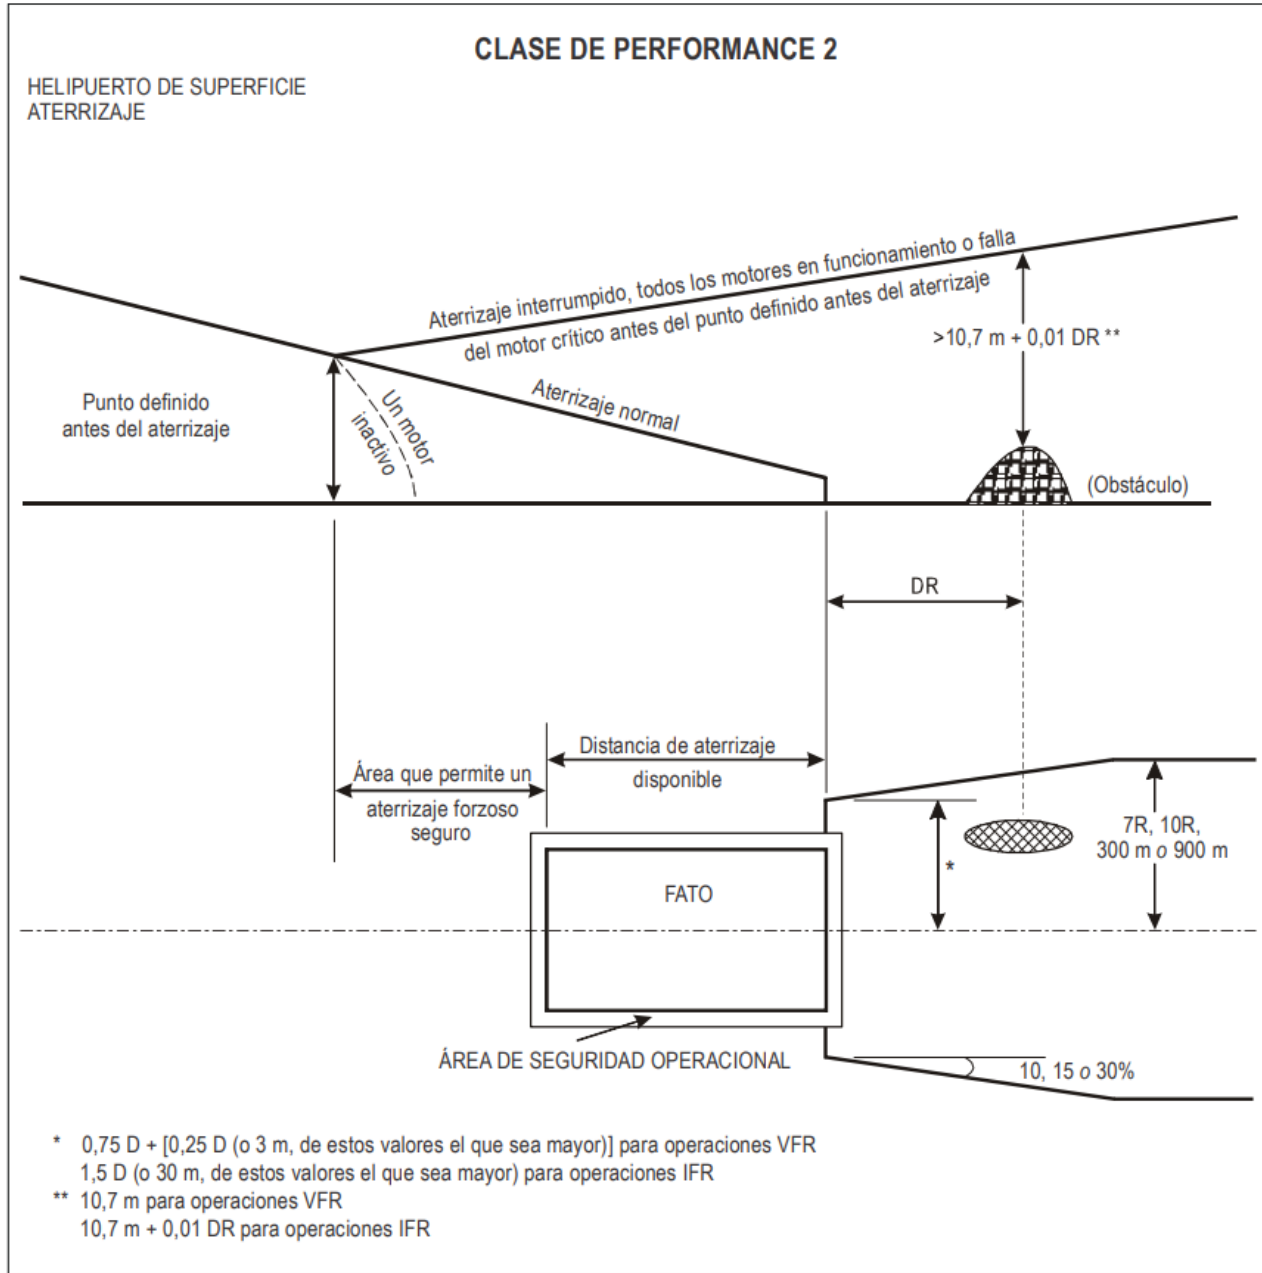 CLASE DE PERFORMANCE 2
HELIPUERTO DE SUPERFICIE
ATERRIZAJE
Aterrizaje interrumpido, todos los motores en funcionamiento o falla
del motor crítico antes del punto definido antes del aterrizaje
>10,7 m + 0,01 DR **
Punto definido
antes del aterrizaje
Un motor
inactivo
Aterrizaje normal
(Obstáculo)
DR
Distancia de aterrizaje
disponible
Área que permite un
aterrizaje forzoso
seguro
7R, 10R,
300 m o 900 m
*
FATO
ÁREA DE SEGURIDAD OPERACIONAL
10, 15 o 30%
* 0,75 D + [0,25 D (o 3 m, de estos valores el que sea mayor)] para operaciones VFR
1,5 D (o 30 m, de estos valores el que sea mayor) para operaciones IFR
** 10,7 m para operaciones VFR
10,7 m + 0,01 DR para operaciones IFR